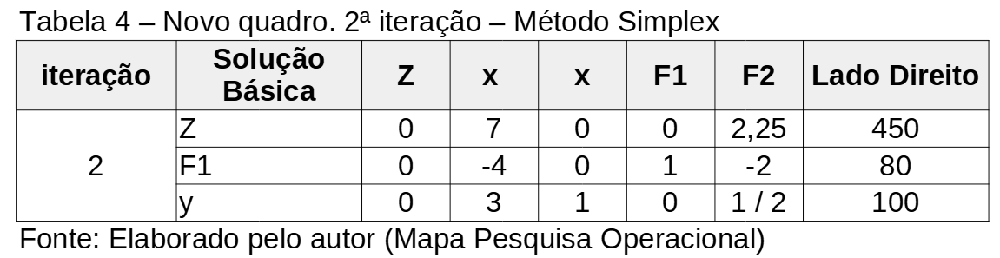 Tabela 4 – Novo quadro. 2ª iteração – Método Simplex
iteração Solução Básica Z x x F1 F2 Lado Direito
2 Z 0 7 0 0 2,25 450
F1 0 -4 0 1 -2 80
y 0 3 1 0 1 / 2 100
Fonte: Elaborado pelo autor (Mapa Pesquisa Operacional)